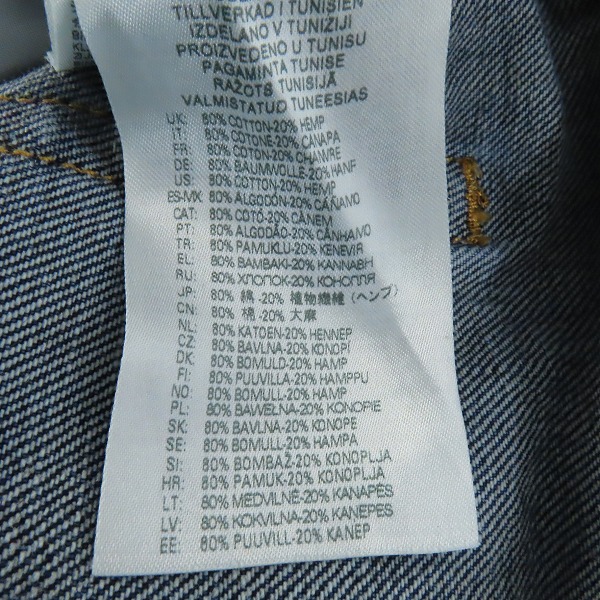 TILLVERKAD I TUNISIEN
IZDELANO V TUNIZIJI
PROIZVEDENO U TUNISU
PAGAMINTA TUNISE
RAŽOTS TUNISIJĀ
VALMISTATUD TUNEESIAS
UK: 80% COTTON-20% HEMP
IT: 80% COTONE-20% CANAPA
FR: 80% COTON-20% CHANVRE
DE: 80% BAUMWOLLE-20% HANF
US: 80% COTTON-20% HEMP
ES-MX: 80% ALGODÓN-20% CÁÑAMO
CAT: 80% COTÓ-20% CÀNEM
PT: 80% ALGODÃO-20% CÂNHAMO
TR: 80% PAMUKLU-20% KENEVIR
EL: 80% BAMBAKI-20% KANNABH
RU: 80% ХЛОПОК-20% КОНОПЛЯ
JP: 80% 綿 -20% 植物繊維（ヘンプ）
CN: 80% 棉 -20% 大麻
NL: 80% KATOEN-20% HENNEP
CZ: 80% BAVLNA-20% KONOPÍ
DK: 80% BOMULD-20% HAMP
FI: 80% PUUVILLA-20% HAMPPU
NO: 80% BOMULL-20% HAMP
PL: 80% BAWEŁNA-20% KONOPIE
SK: 80% BAVLNA-20% KONOPE
SE: 80% BOMULL-20% HAMPA
SI: 80% BOMBAŽ-20% KONOPLJA
HR: 80% PAMUK-20% KONOPLJA
LT: 80% MEDVILNĖ-20% KANAPĖS
LV: 80% KOKVILNA-20% KAŅEPES
EE: 80% PUUVILL-20% KANEP